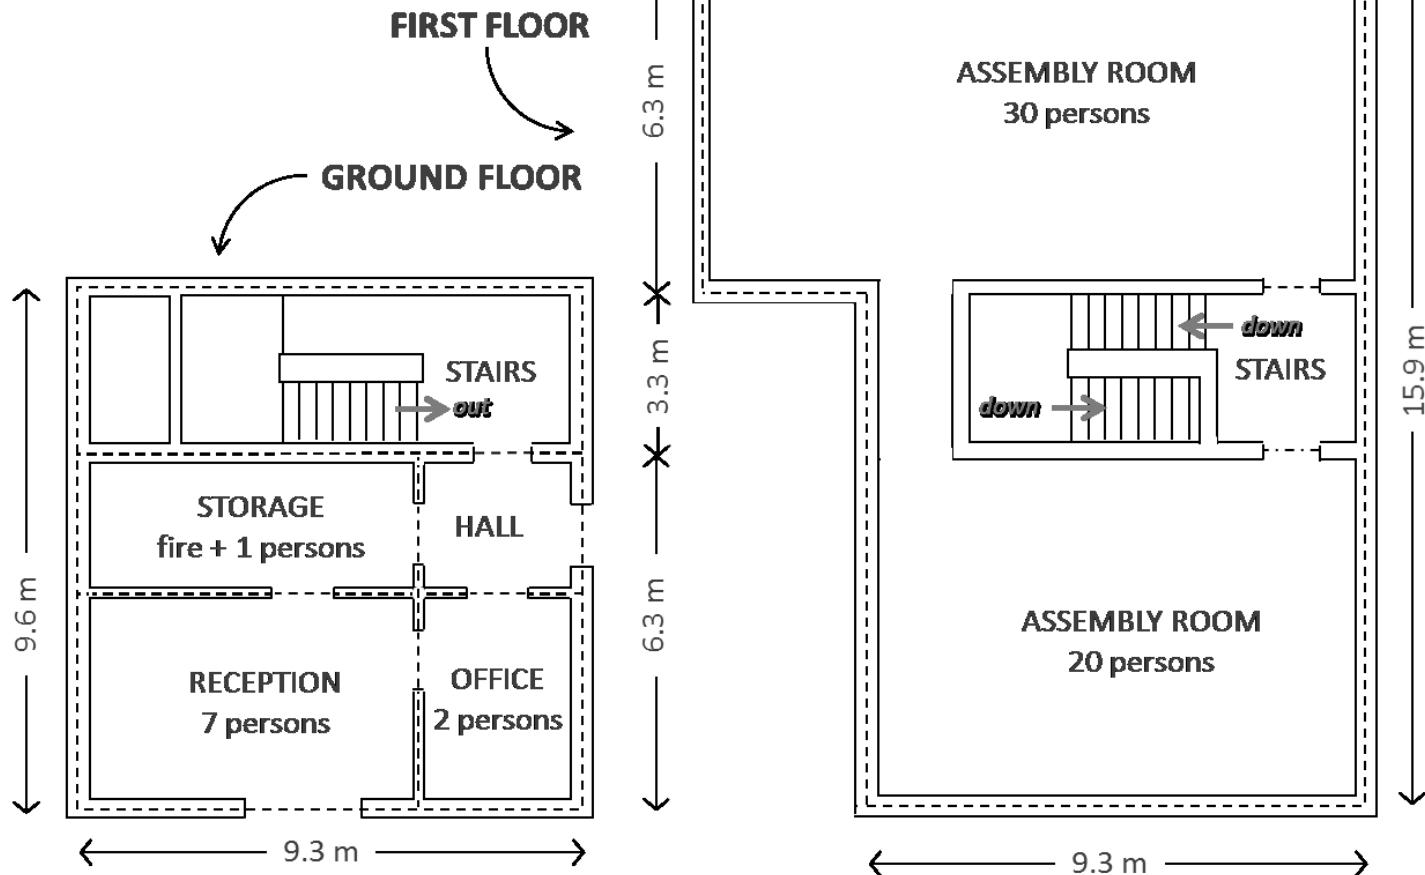 FIRST FLOOR
GROUND FLOOR
6.3 m
ASSEMBLY ROOM
30 persons
3.3 m
STAIRS
out
down
STAIRS
down
15.9 m
STORAGE
fire + 1 persons
HALL
9.6 m
6.3 m
RECEPTION
7 persons
OFFICE
2 persons
ASSEMBLY ROOM
20 persons
9.3 m
9.3 m